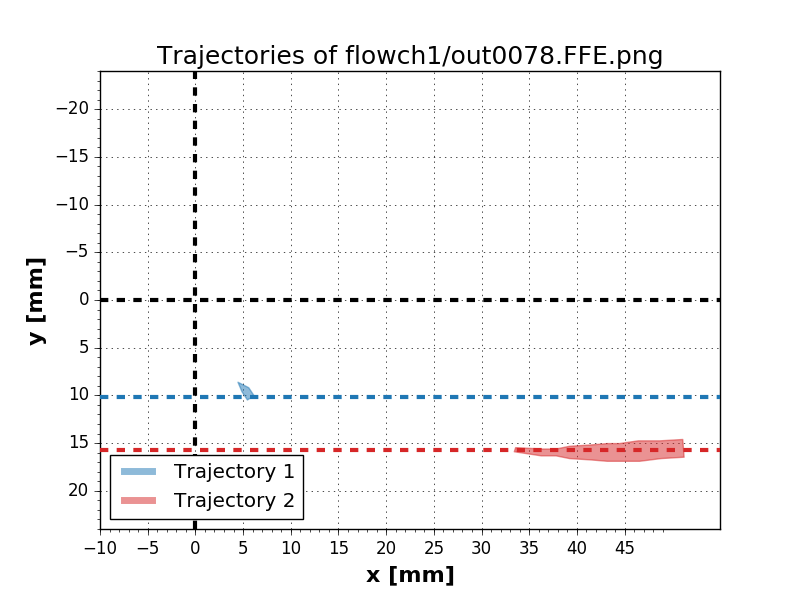 Trajectories of flowch1/out0078.FFE.png
y [mm]
−20
−15
−10
−5
0
5
10
15
20
Trajectory 1
Trajectory 2
−10 −5 0 5 10 15 20 25 30 35 40 45
x [mm]